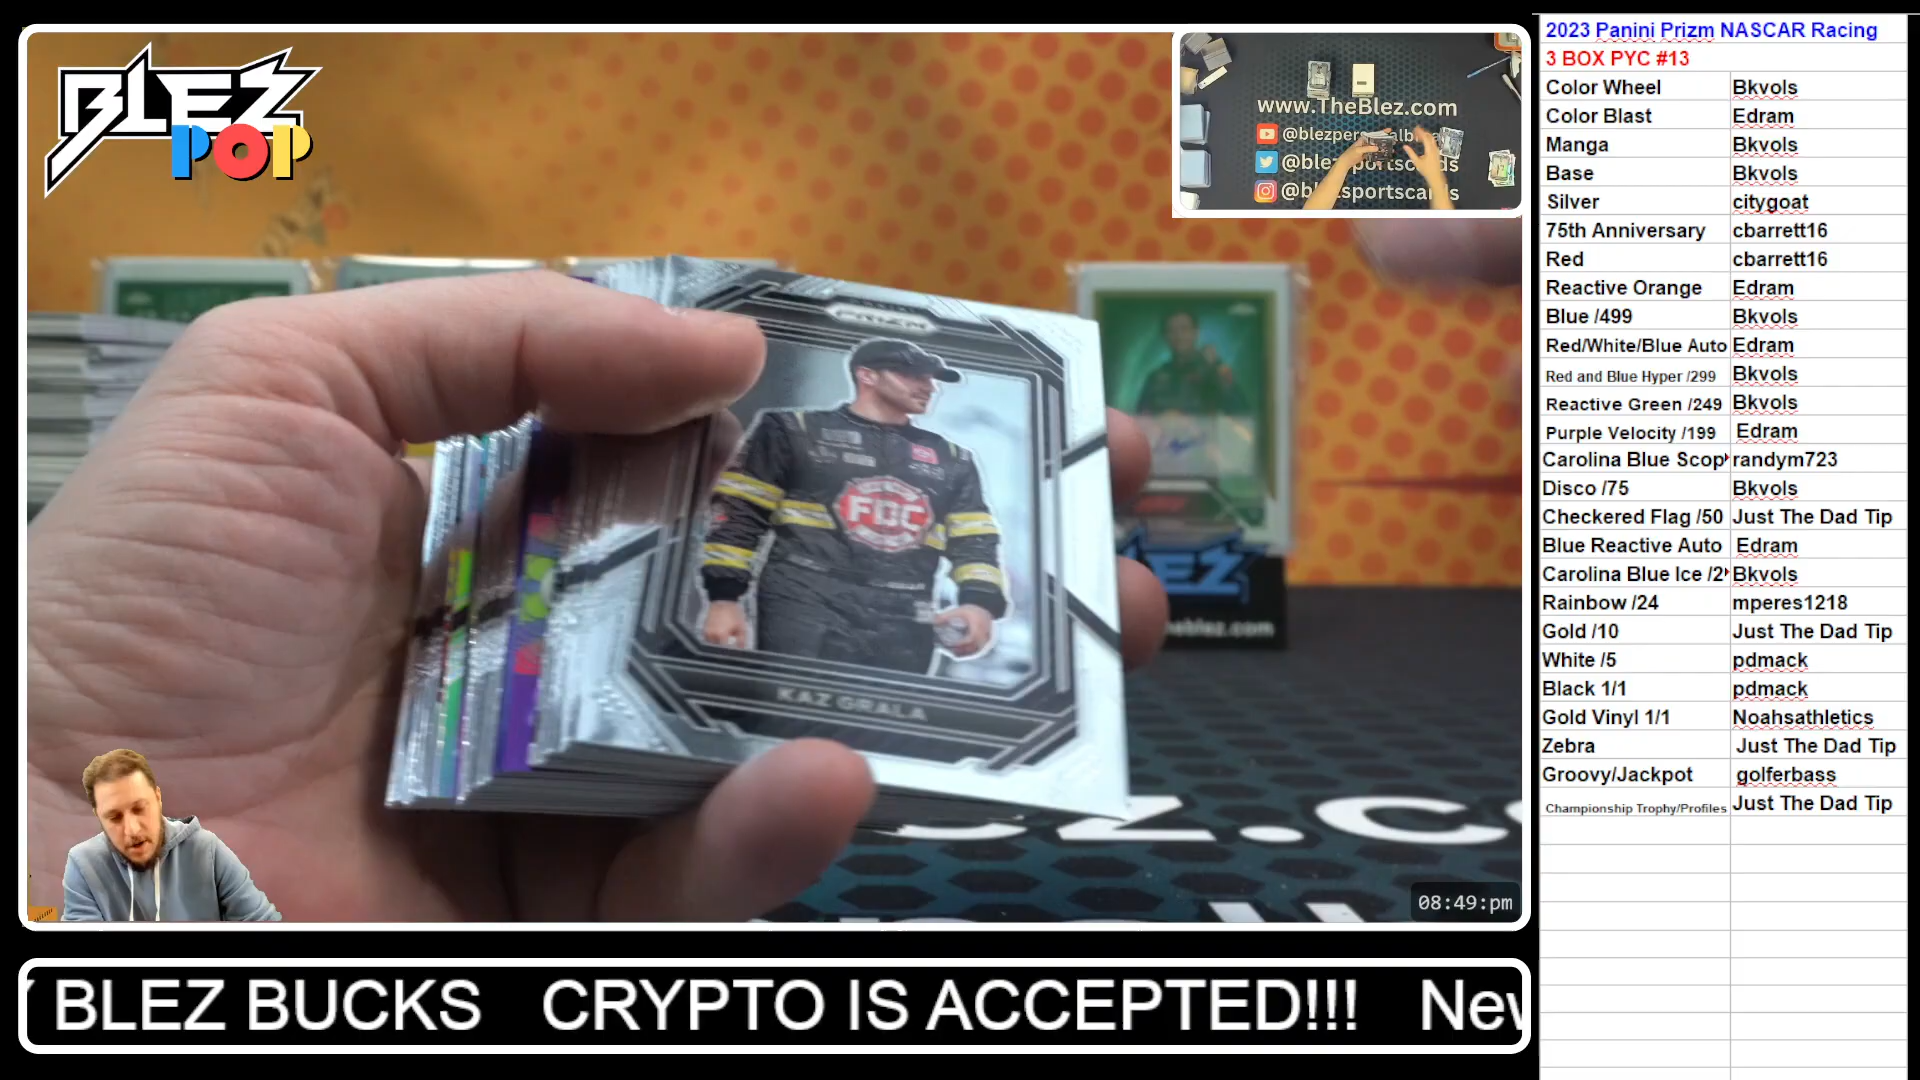 BLEZ
POP
www.TheBlez.com
PRIZM
FDC
KAZ GRALA
08:49:pm
BLEZ BUCKS CRYPTO IS ACCEPTED!!!
2023 Panini Prizm NASCAR Racing
3 BOX PYC #13
Color Wheel Bkvols
Color Blast Edram
Manga Bkvols
Base Bkvols
Silver citygoat
75th Anniversary cbarrett16
Red cbarrett16
Reactive Orange Edram
Blue /499 Bkvols
Red/White/Blue Auto Edram
Red and Blue Hyper /299 Bkvols
Reactive Green /249 Bkvols
Purple Velocity /199 Edram
Carolina Blue Scop randym723
Disco /75 Bkvols
Checkered Flag /50 Just The Dad Tip
Blue Reactive Auto Edram
Carolina Blue Ice /2 Bkvols
Rainbow /24 mperes1218
Gold /10 Just The Dad Tip
White /5 pdmack
Black 1/1 pdmack
Gold Vinyl 1/1 Noahsathletics
Zebra Just The Dad Tip
Groovy/Jackpot golferbass
Championship Trophy/Profiles Just The Dad Tip